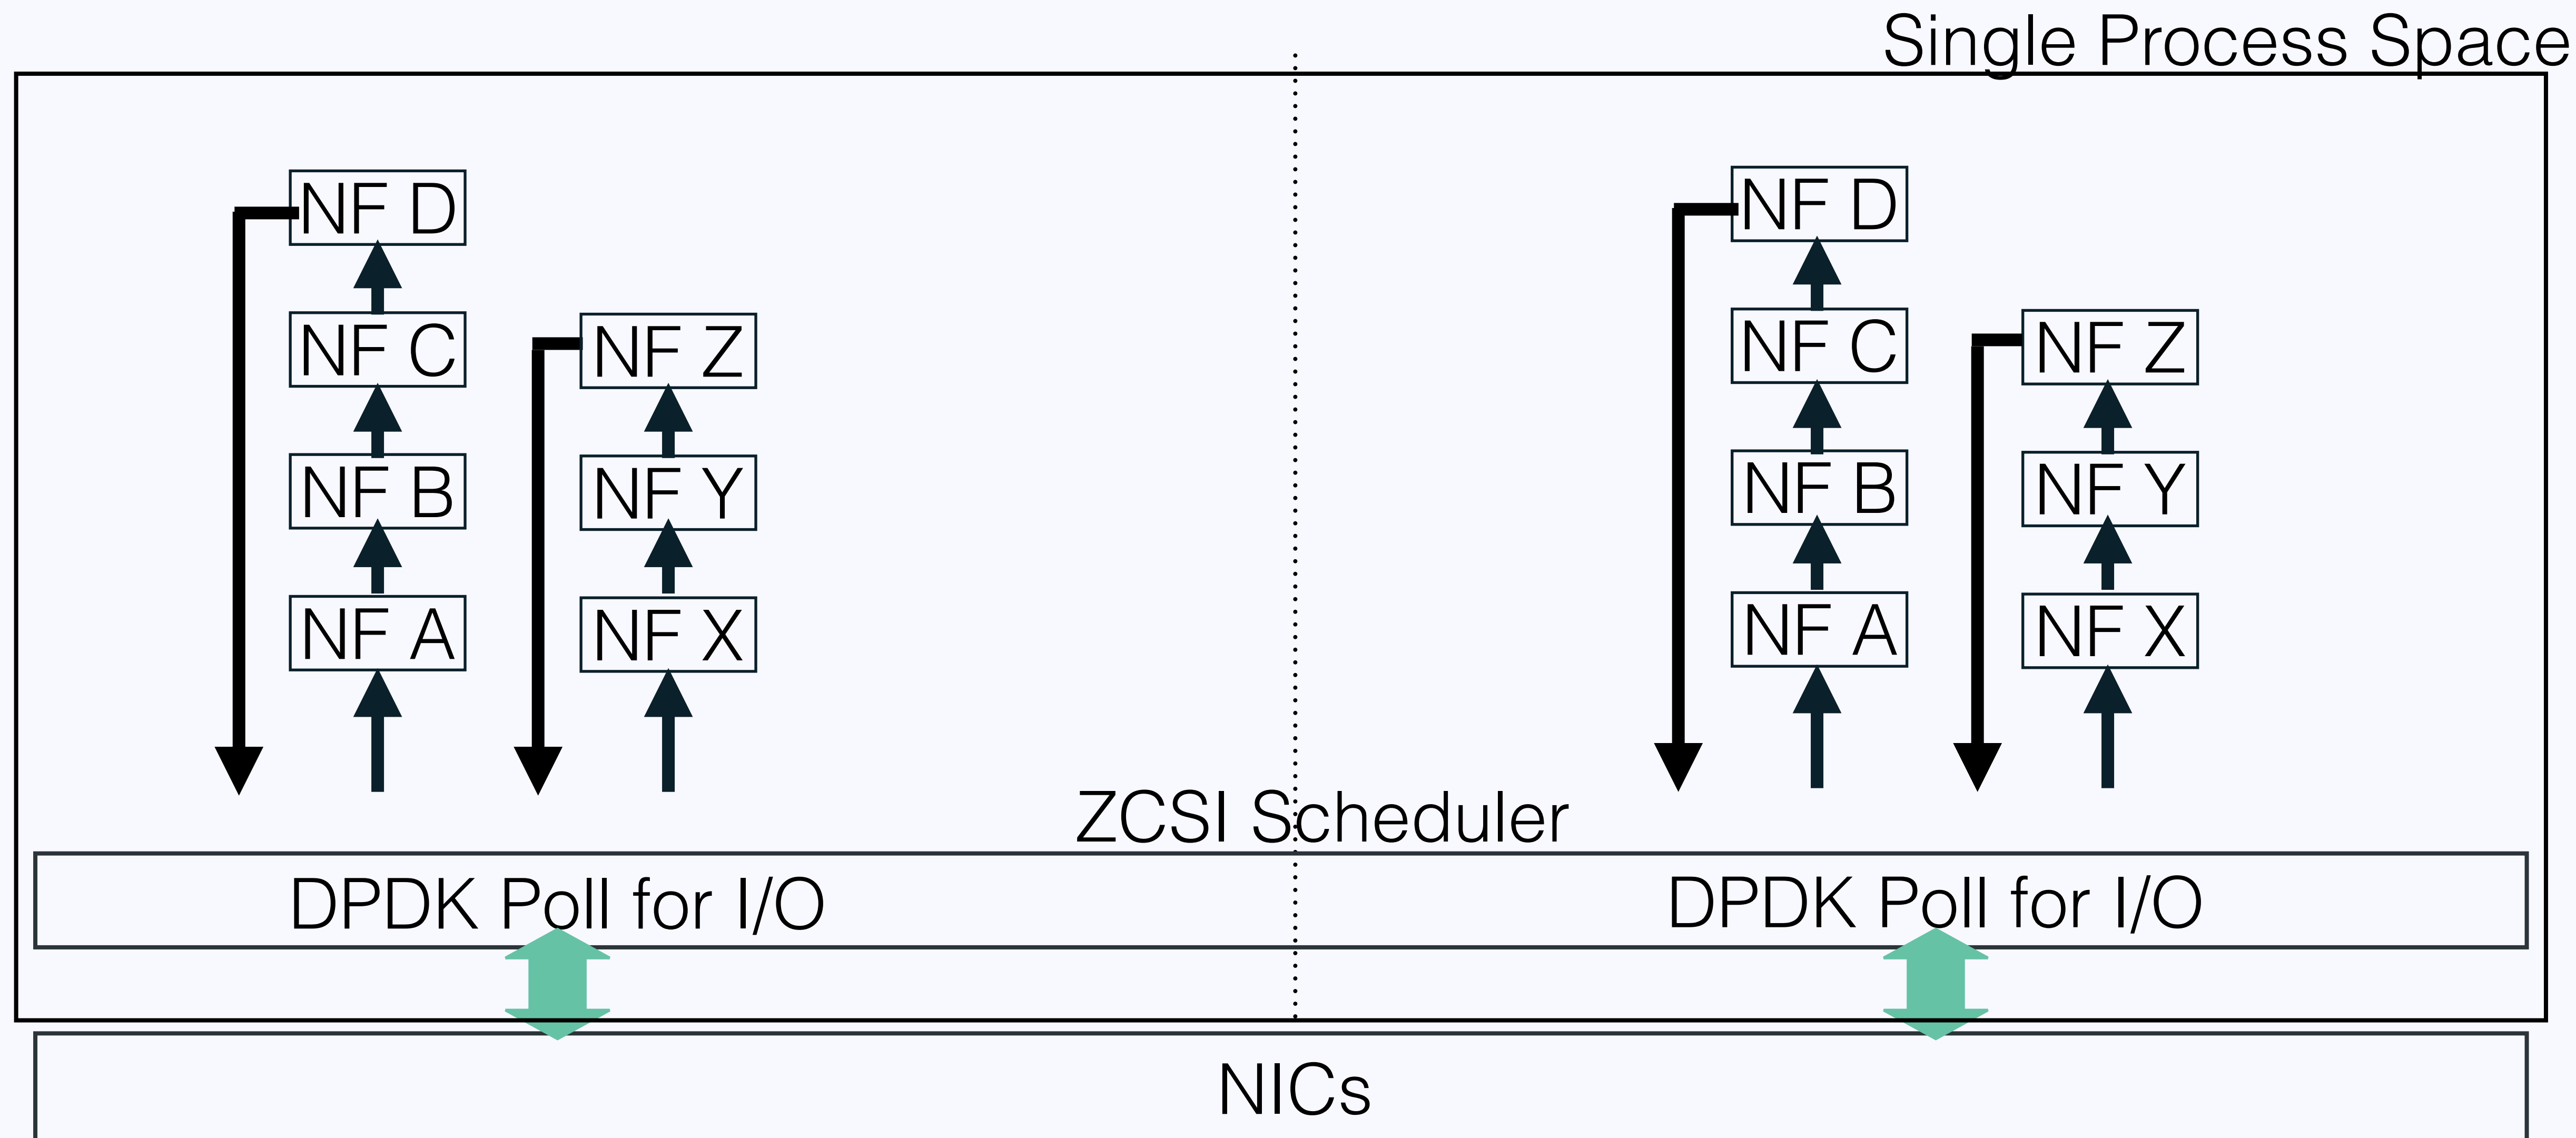 Single Process Space
NF D
NF C
NF B
NF A
NF Z
NF Y
NF X
NF D
NF C
NF B
NF A
NF Z
NF Y
NF X
ZCSI Scheduler
DPDK Poll for I/O
DPDK Poll for I/O
NICs